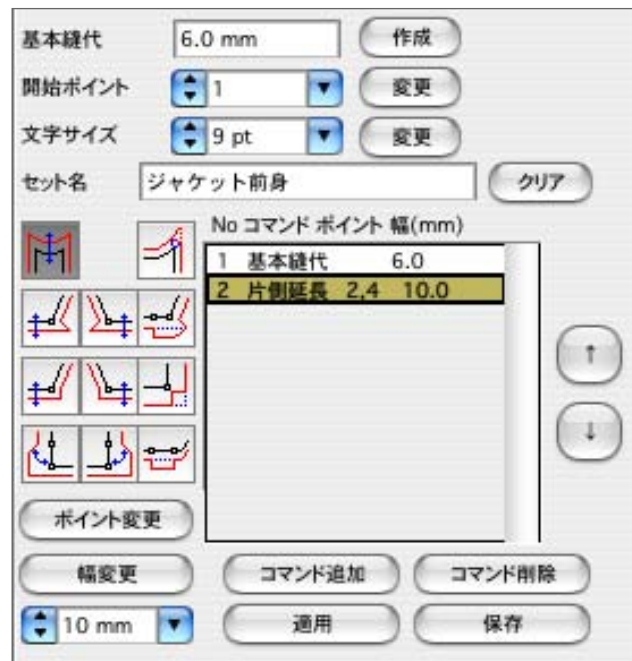 基本縫代 6.0 mm 作成
開始ポイント 1 変更
文字サイズ 9 pt 変更
セット名 ジャケット前身 クリア
No コマンド ポイント 幅(mm)
1 基本縫代 6.0
2 片側延長 2,4 10.0
↑
↓
ポイント変更
幅変更 コマンド追加 コマンド削除
10 mm 適用 保存